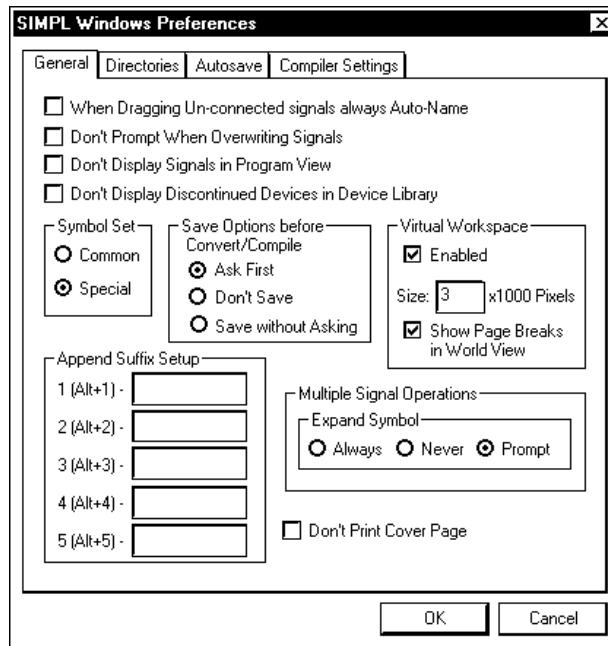 SIMPL Windows Preferences
General Directories Autosave Compiler Settings
When Dragging Un-connected signals always Auto-Name
Don't Prompt When Overwriting Signals
Don't Display Signals in Program View
Don't Display Discontinued Devices in Device Library
Symbol Set
Common
Special
Save Options before
Convert/Compile
Ask First
Don't Save
Save without Asking
Virtual Workspace
Enabled
Size: 3 x1000 Pixels
Show Page Breaks
in World View
Append Suffix Setup
1 (Alt+1) -
2 (Alt+2) -
3 (Alt+3) -
4 (Alt+4) -
5 (Alt+5) -
Multiple Signal Operations
Expand Symbol
Always Never Prompt
Don't Print Cover Page
OK Cancel